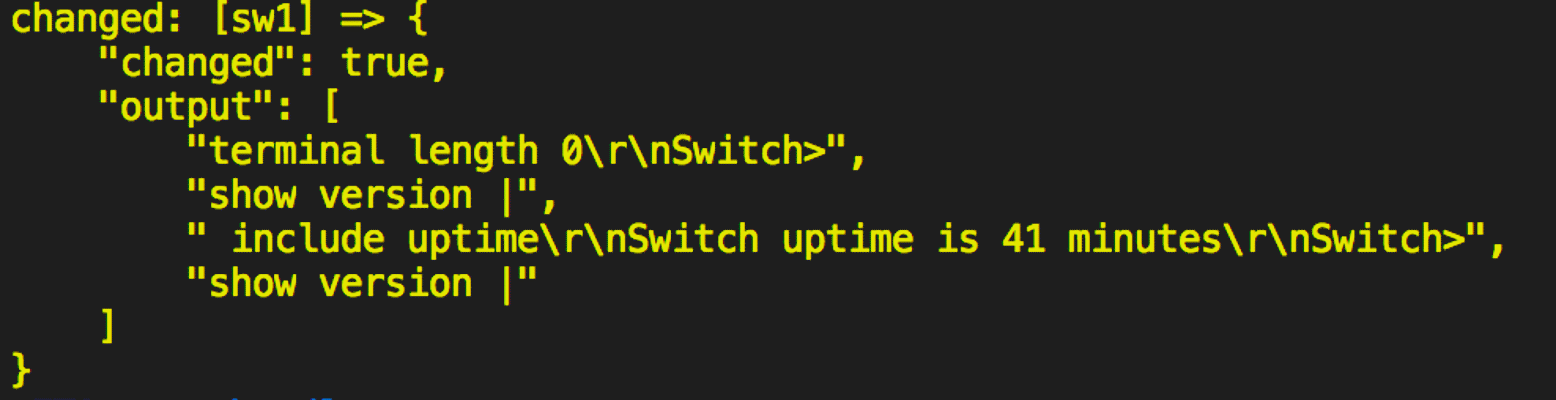 changed: [sw1] => {
    "changed": true,
    "output": [
        "terminal length 0\r\nSwitch>",
        "show version |",
        " include uptime\r\nSwitch uptime is 41 minutes\r\nSwitch>",
        "show version |"
    ]
}